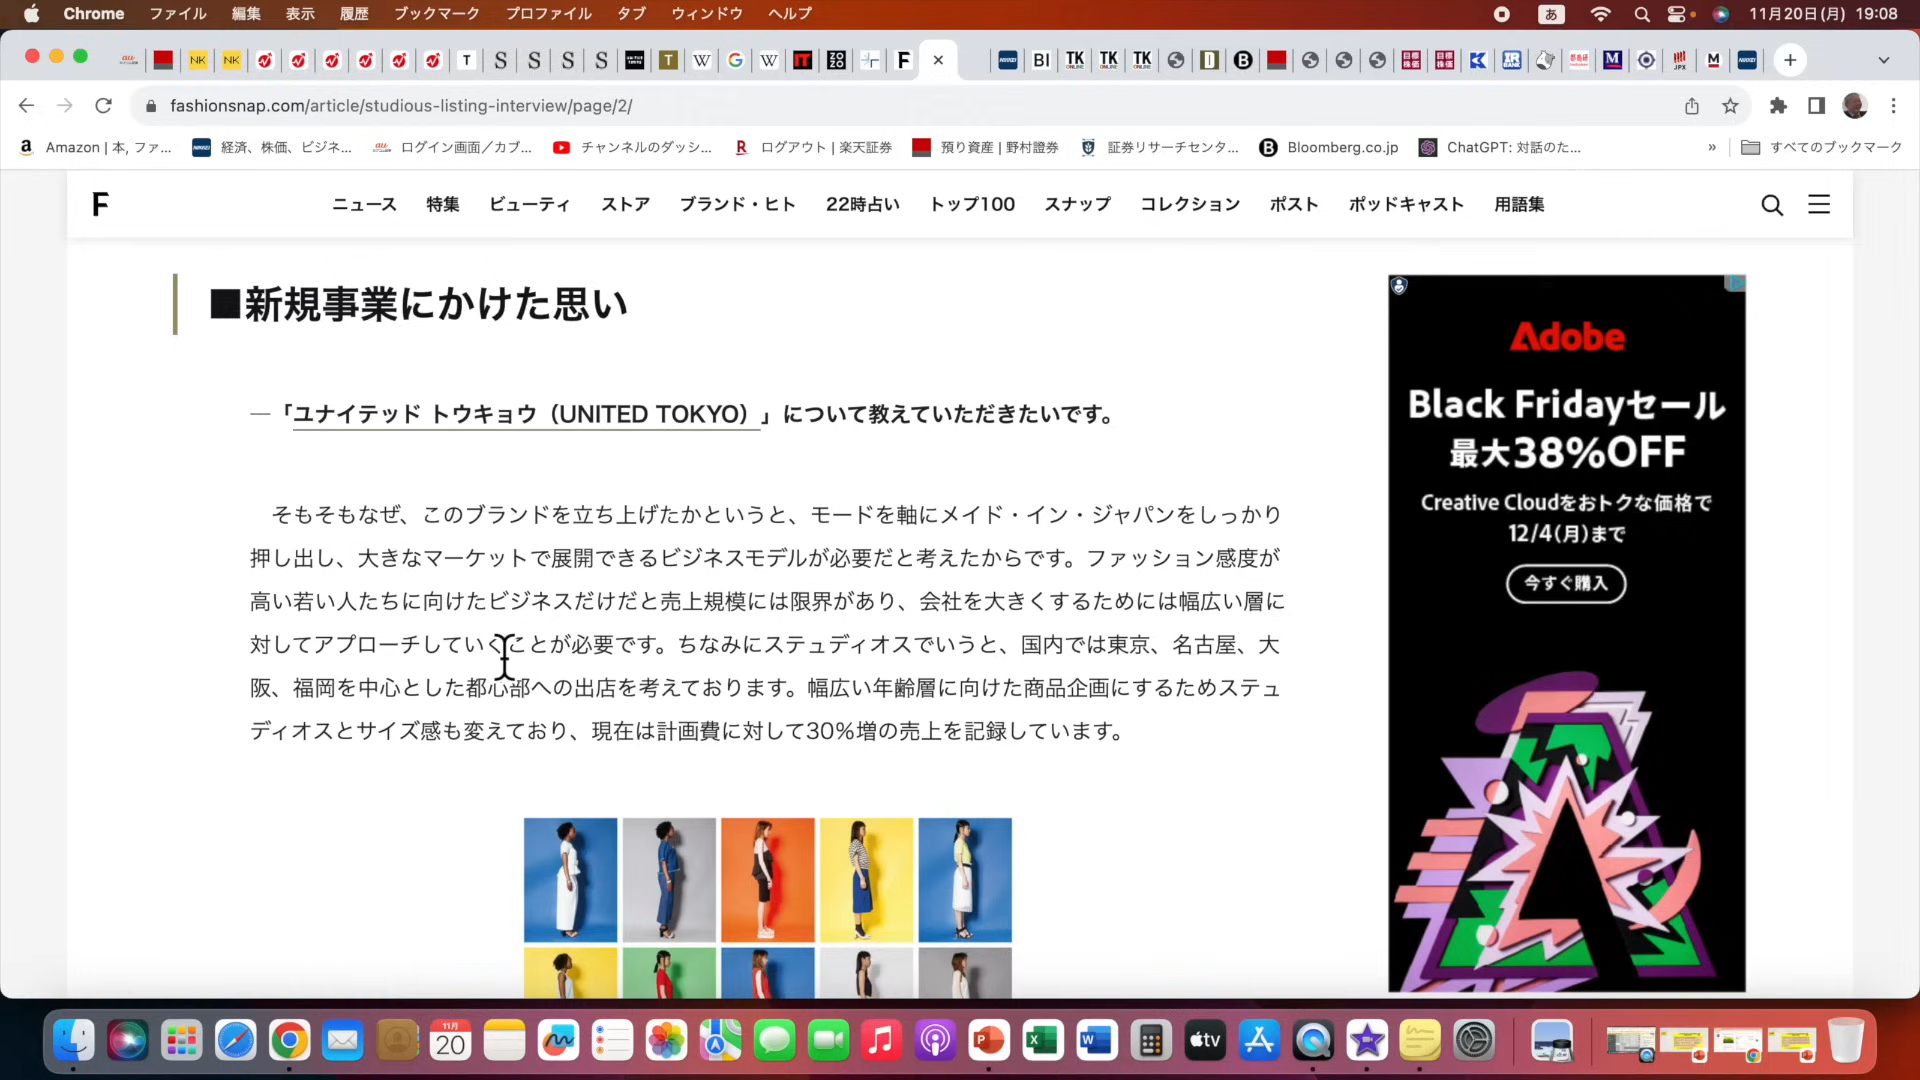 Chrome ファイル 編集 表示 履歴 ブックマーク プロファイル タブ ウィンドウ ヘルプ あ 11月20日(月) 19:08
fashionsnap.com/article/studious-listing-interview/page/2/
Amazon | 本, ファ... 経済、株価、ビジネ... ログイン画面／カブ... チャンネルのダッシ... ログアウト | 楽天証券 預り資産 | 野村證券 証券リサーチセンタ... Bloomberg.co.jp ChatGPT: 対話のた... » すべてのブックマーク
F ニュース 特集 ビューティ ストア ブランド・ヒト 22時占い トップ100 スナップ コレクション ポスト ポッドキャスト 用語集
■新規事業にかけた思い
―「ユナイテッド トウキョウ（UNITED TOKYO）」について教えていただきたいです。
そもそもなぜ、このブランドを立ち上げたかというと、モードを軸にメイド・イン・ジャパンをしっかり
押し出し、大きなマーケットで展開できるビジネスモデルが必要だと考えたからです。ファッション感度が
高い若い人たちに向けたビジネスだけだと売上規模には限界があり、会社を大きくするためには幅広い層に
対してアプローチしていくことが必要です。ちなみにステュディオスでいうと、国内では東京、名古屋、大
阪、福岡を中心とした都心部への出店を考えております。幅広い年齢層に向けた商品企画にするためステュ
ディオスとサイズ感も変えており、現在は計画費に対して30％増の売上を記録しています。
Adobe
Black Fridayセール
最大38%OFF
Creative Cloudをおトクな価格で
12/4(月)まで
今すぐ購入
11月
20
tv